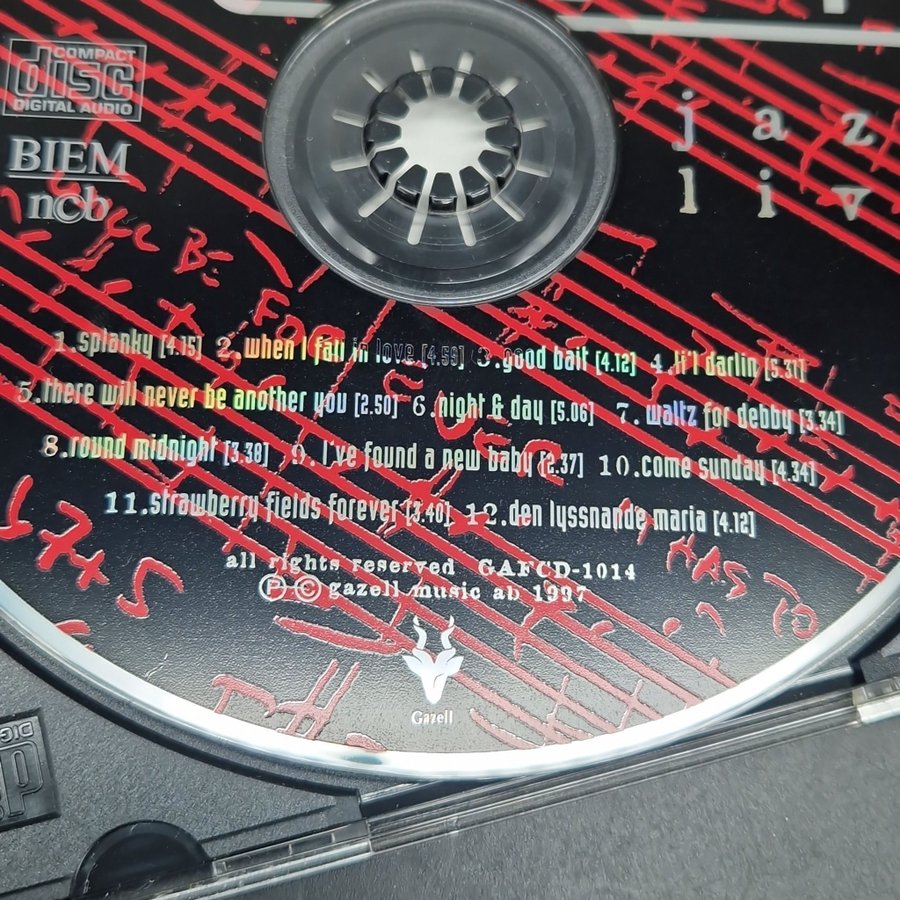 COMPACT
disc
DIGITAL AUDIO
BIEM
ncb
j a z
l i v
BE
FOR
1.splanky [4.15] 2.when I fall in love [4.59] 3.good bait [4.12] 4.li'l darlin [5.31]
5.there will never be another you [2.50] 6.night & day [5.06] 7.waltz for debby [3.34]
8.round midnight [3.38] 9.I've found a new baby [2.37] 10.come sunday [4.34]
11.strawberry fields forever [3.40] 12.den lyssnande maria [4.12]
all rights reserved GAFCD-1014
Ⓟ © gazell music ab 1997
HAS TO
Gazell